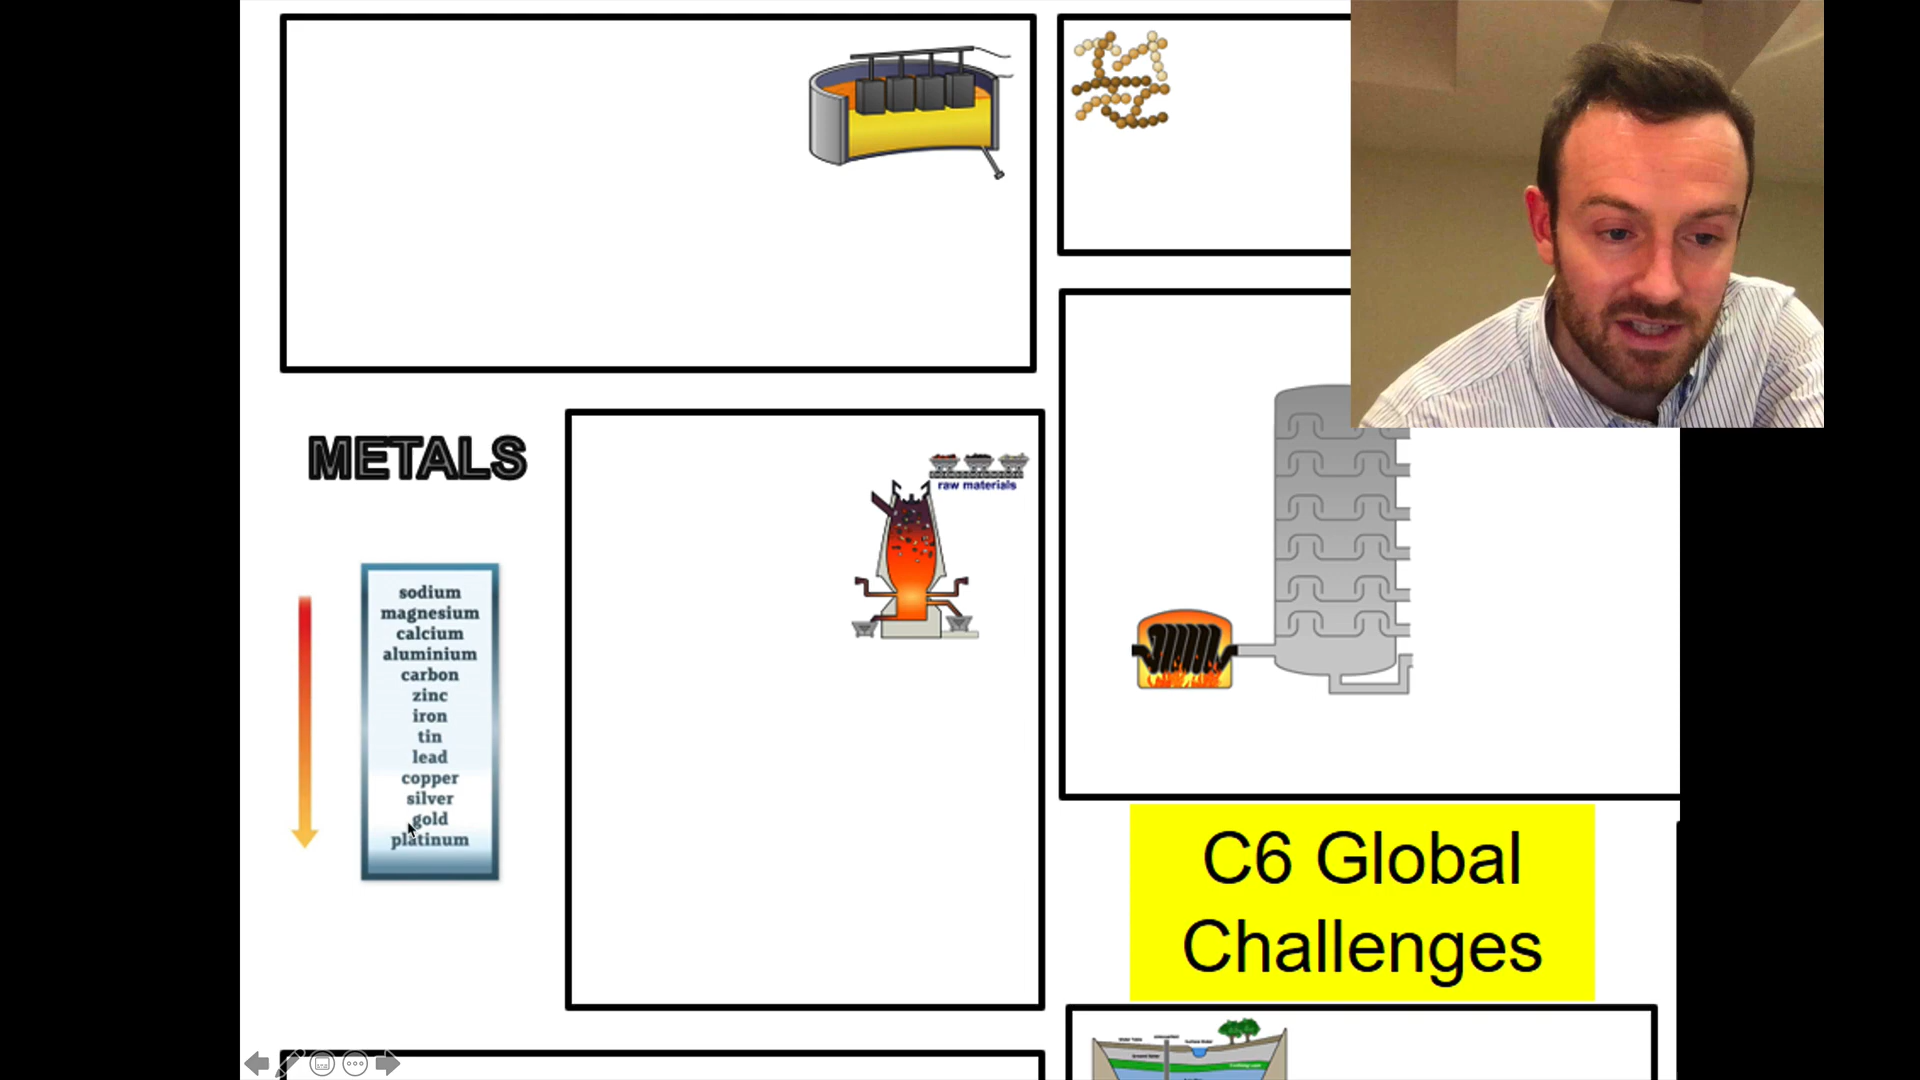 METALS
raw materials
sodium
magnesium
calcium
aluminium
carbon
zinc
iron
tin
lead
copper
silver
gold
platinum
C6 Global
Challenges